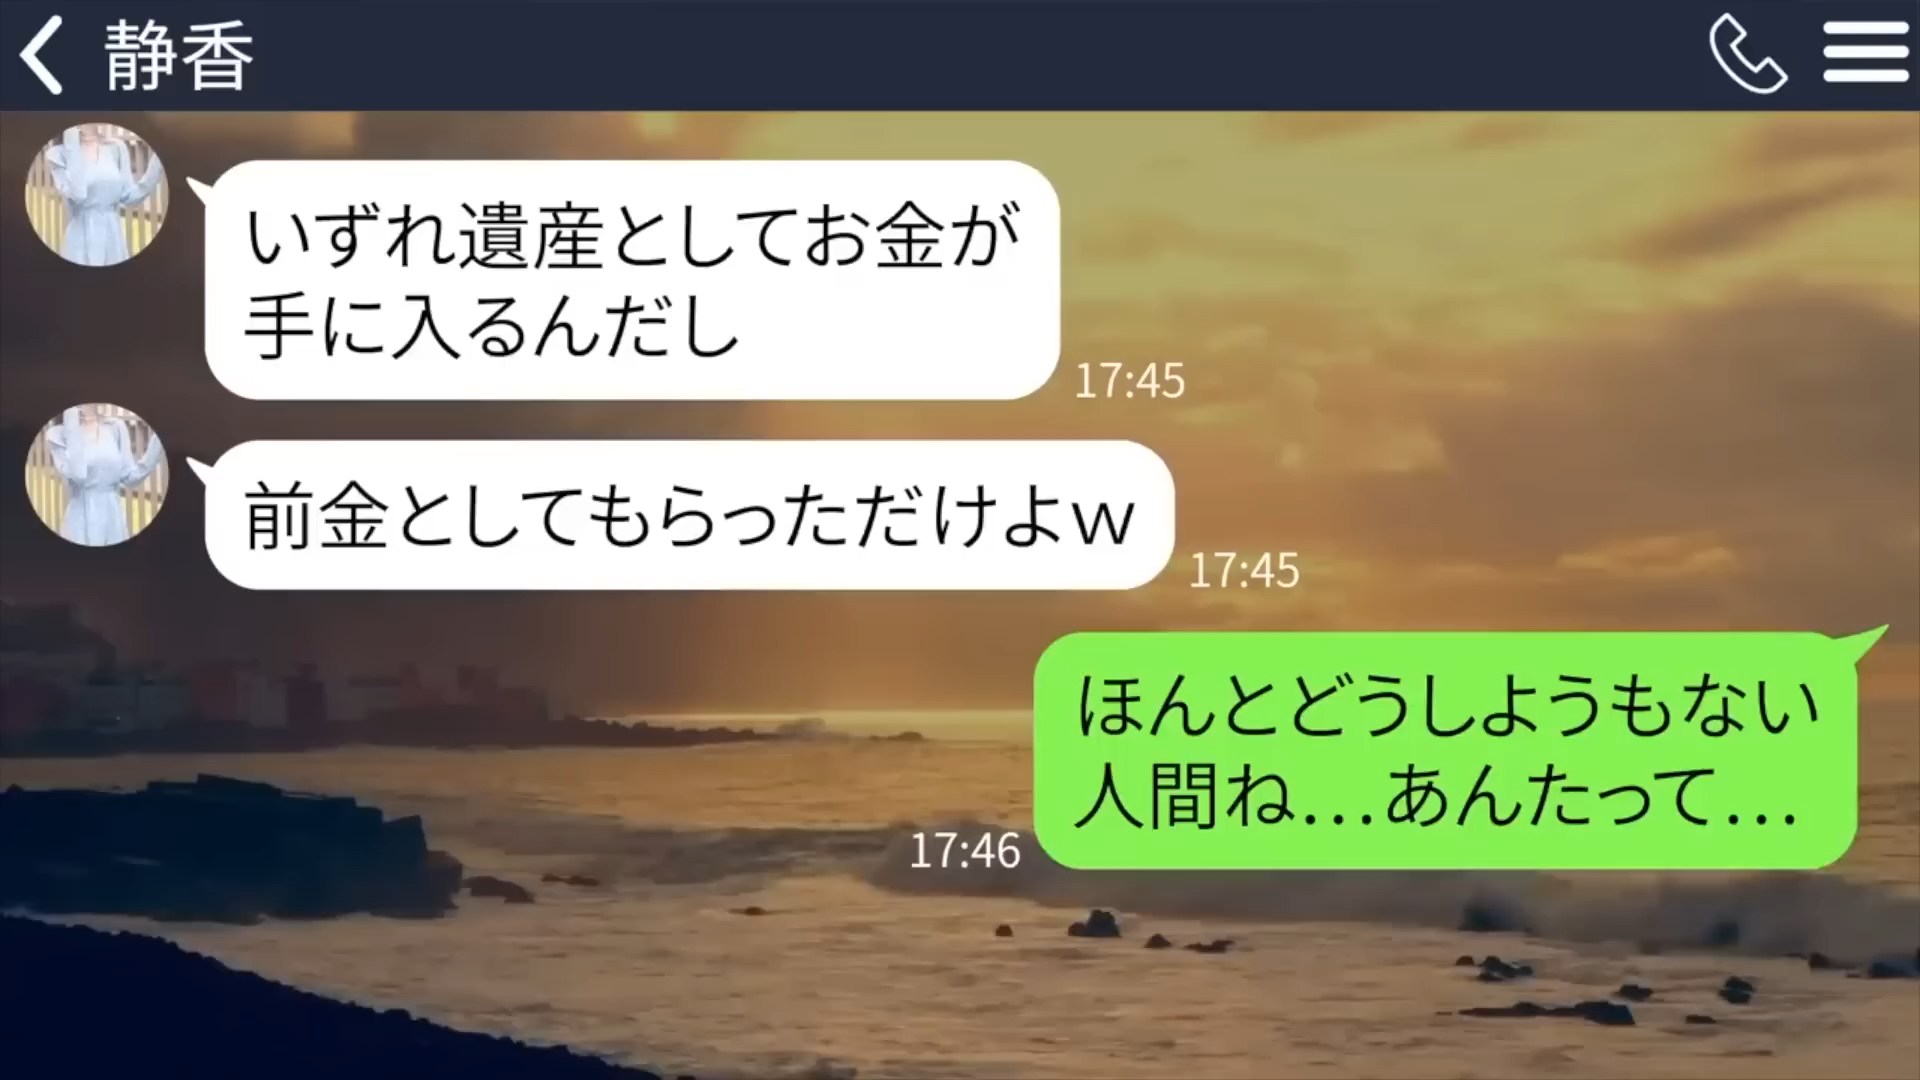 静香
いずれ遺産としてお金が
手に入るんだし
17:45
前金としてもらっただけよw
17:45
ほんとどうしようもない
人間ね...あんたって...
17:46